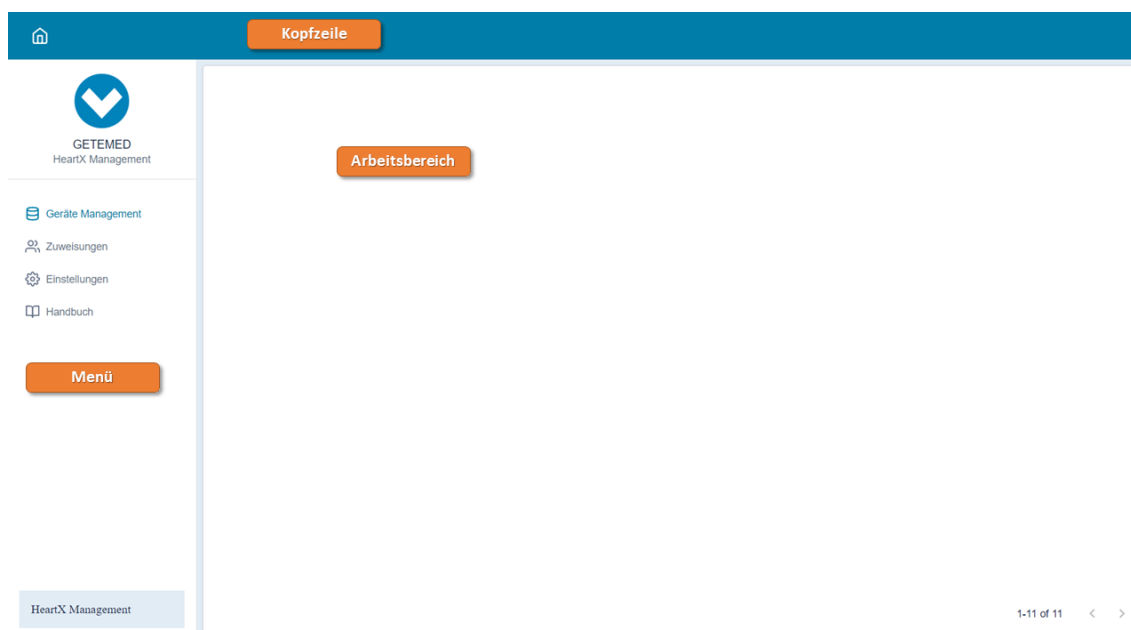 Kopfzeile
GETEMED
HeartX Management
Arbeitsbereich
Geräte Management
Zuweisungen
Einstellungen
Handbuch
Menü
HeartX Management
1-11 of 11